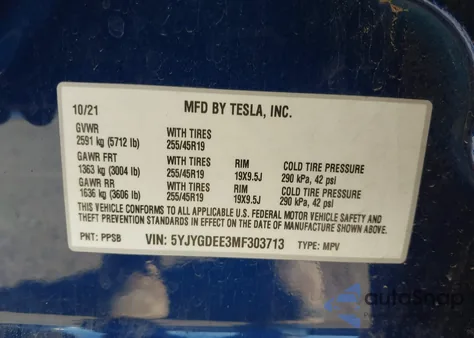 10/21 MFD BY TESLA, INC.
GVWR
2591 kg (5712 lb) WITH TIRES 255/45R19
GAWR FRT WITH TIRES RIM COLD TIRE PRESSURE
1363 kg (3004 lb) 255/45R19 19X9.5J 290 kPa, 42 psi
GAWR RR WITH TIRES RIM COLD TIRE PRESSURE
1636 kg (3606 lb) 255/45R19 19X9.5J 290 kPa, 42 psi
THIS VEHICLE CONFORMS TO ALL APPLICABLE U.S. FEDERAL MOTOR VEHICLE SAFETY AND
THEFT PREVENTION STANDARDS IN EFFECT ON THE DATE OF MANUFACTURE SHOWN ABOVE.
PNT: PPSB VIN: 5YJYGDEE3MF303713 TYPE: MPV
autoSnap